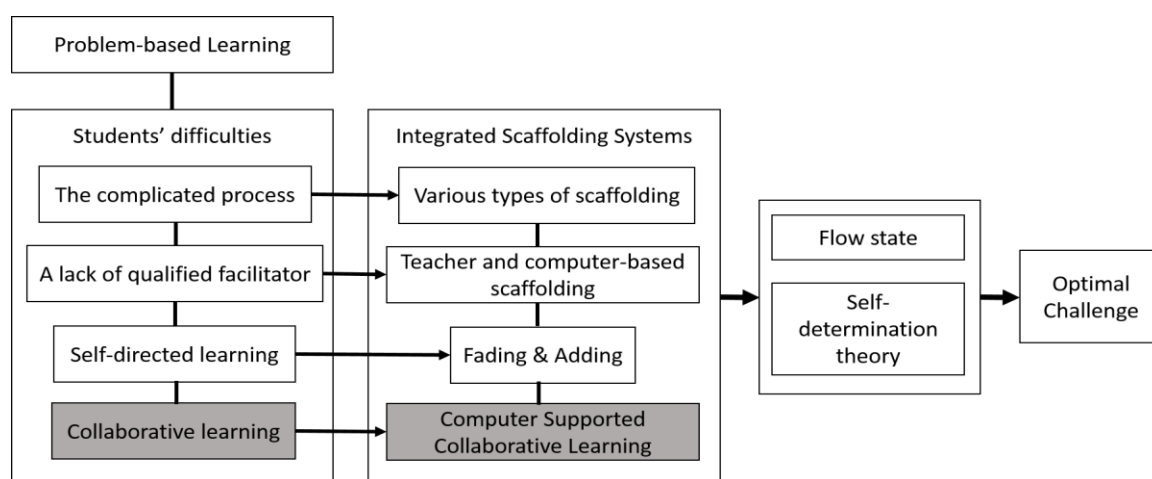 Problem-based Learning
Students’ difficulties
The complicated process
A lack of qualified facilitator
Self-directed learning
Collaborative learning
Integrated Scaffolding Systems
Various types of scaffolding
Teacher and computer-based
scaffolding
Fading & Adding
Computer Supported
Collaborative Learning
Flow state
Self-
determination
theory
Optimal
Challenge